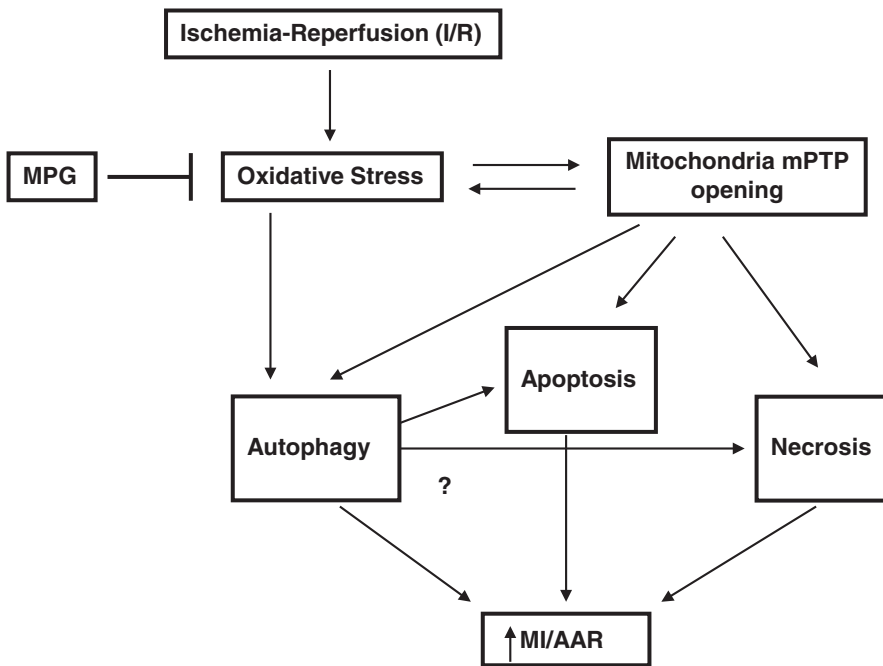 Ischemia-Reperfusion (I/R)
MPG
Oxidative Stress
Mitochondria mPTP
opening
Apoptosis
Autophagy
Necrosis
?
↑MI/AAR